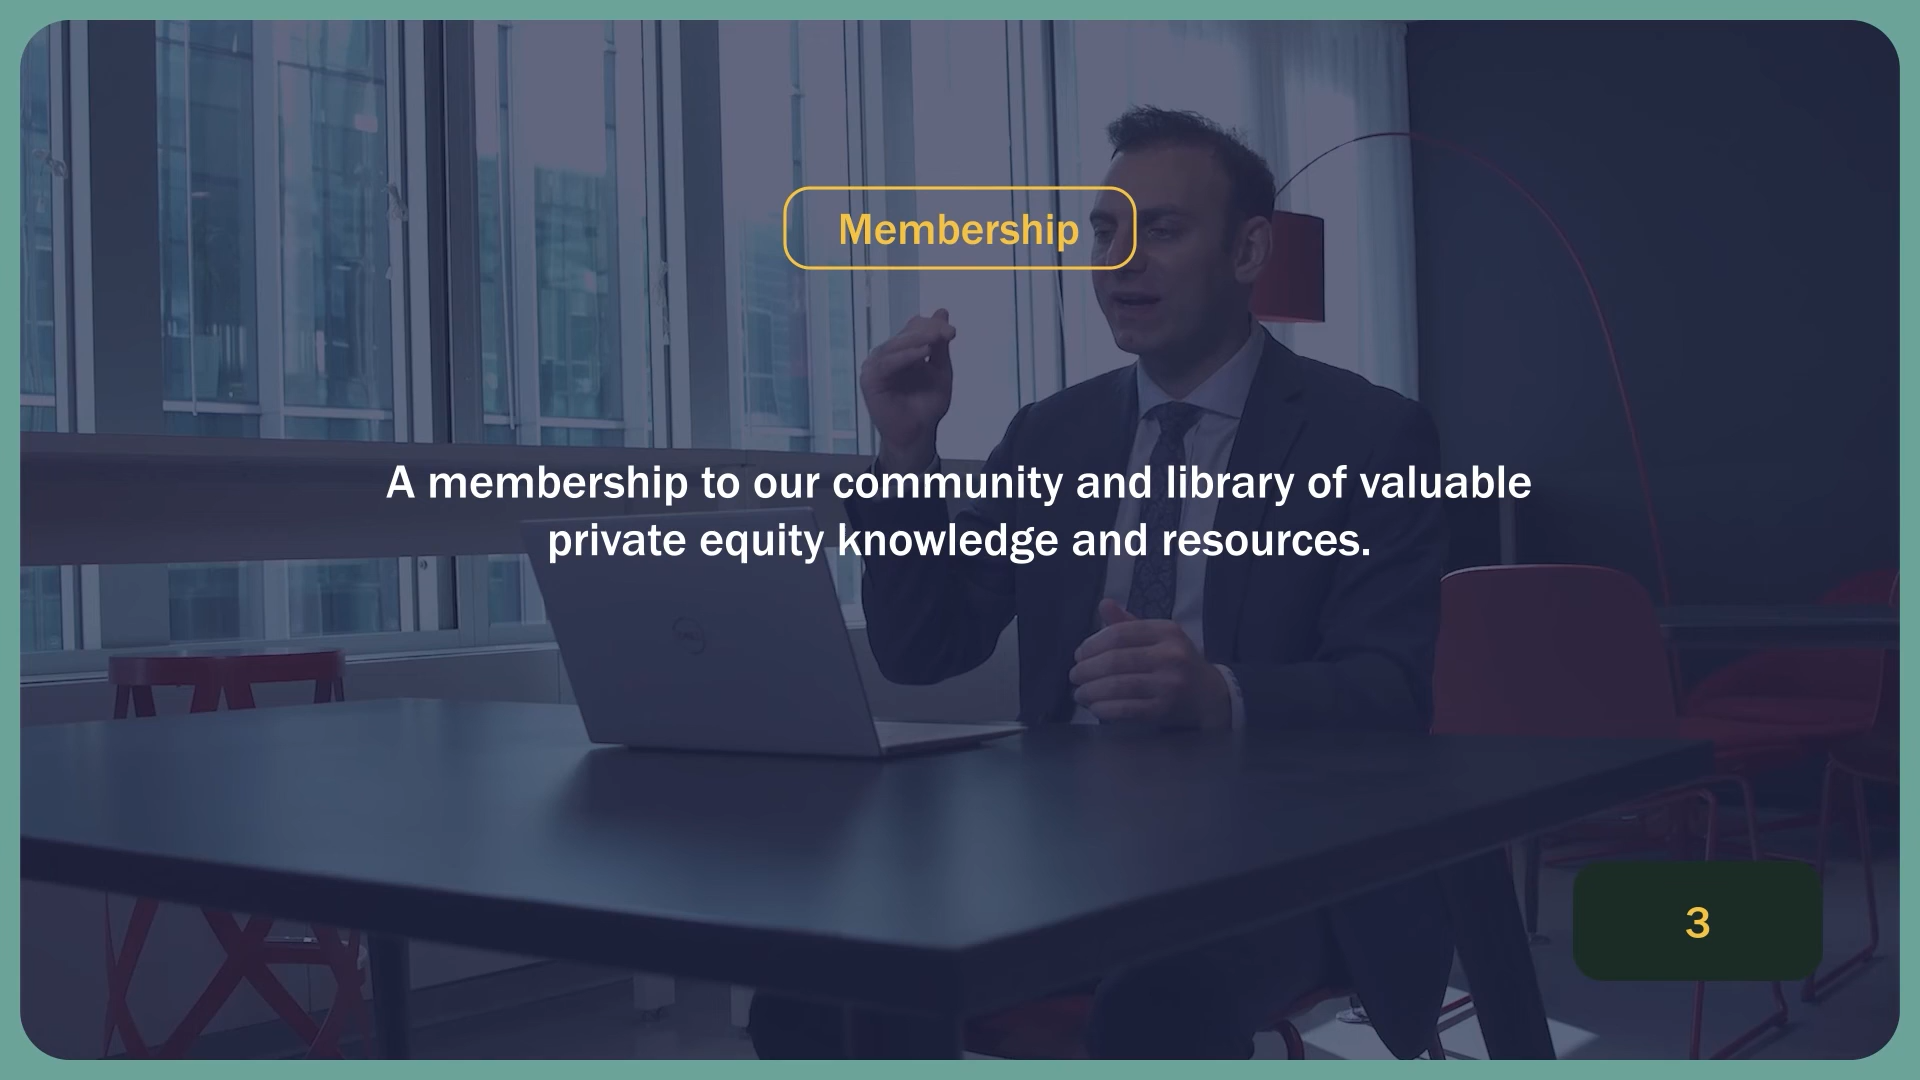 Membership
A membership to our community and library of valuable
private equity knowledge and resources.
3